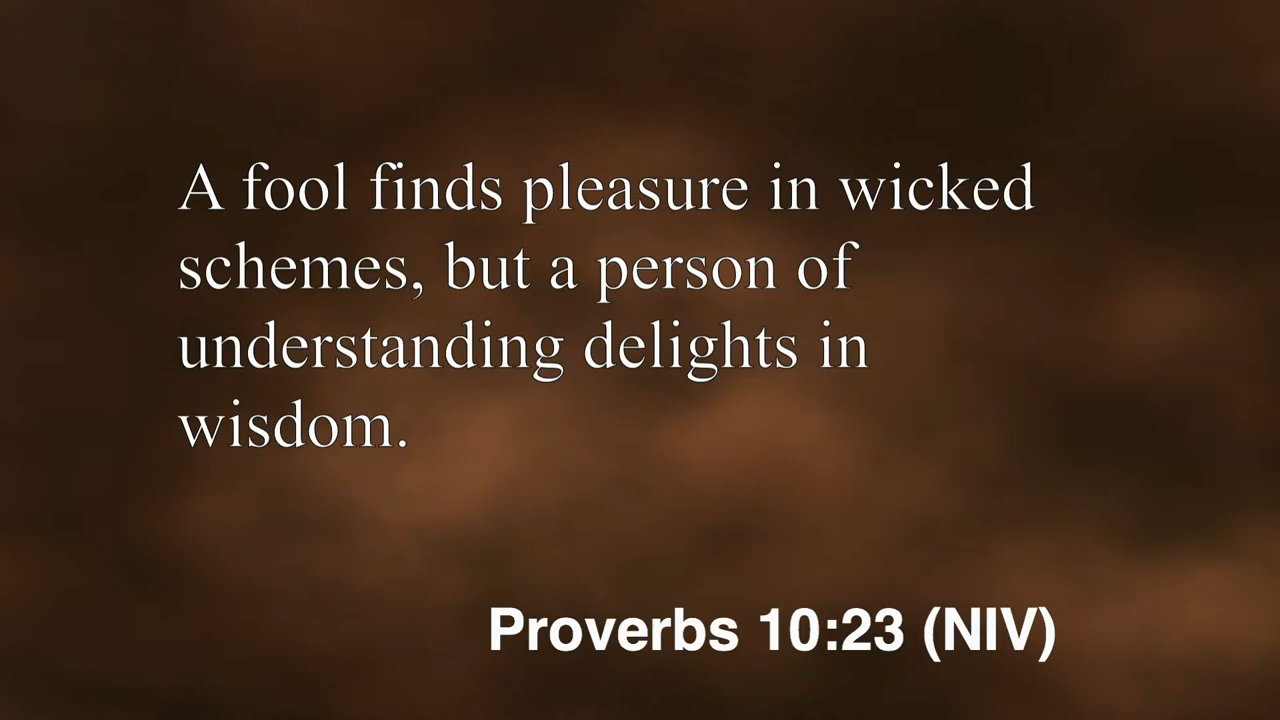 A fool finds pleasure in wicked
schemes, but a person of
understanding delights in
wisdom.
Proverbs 10:23 (NIV)